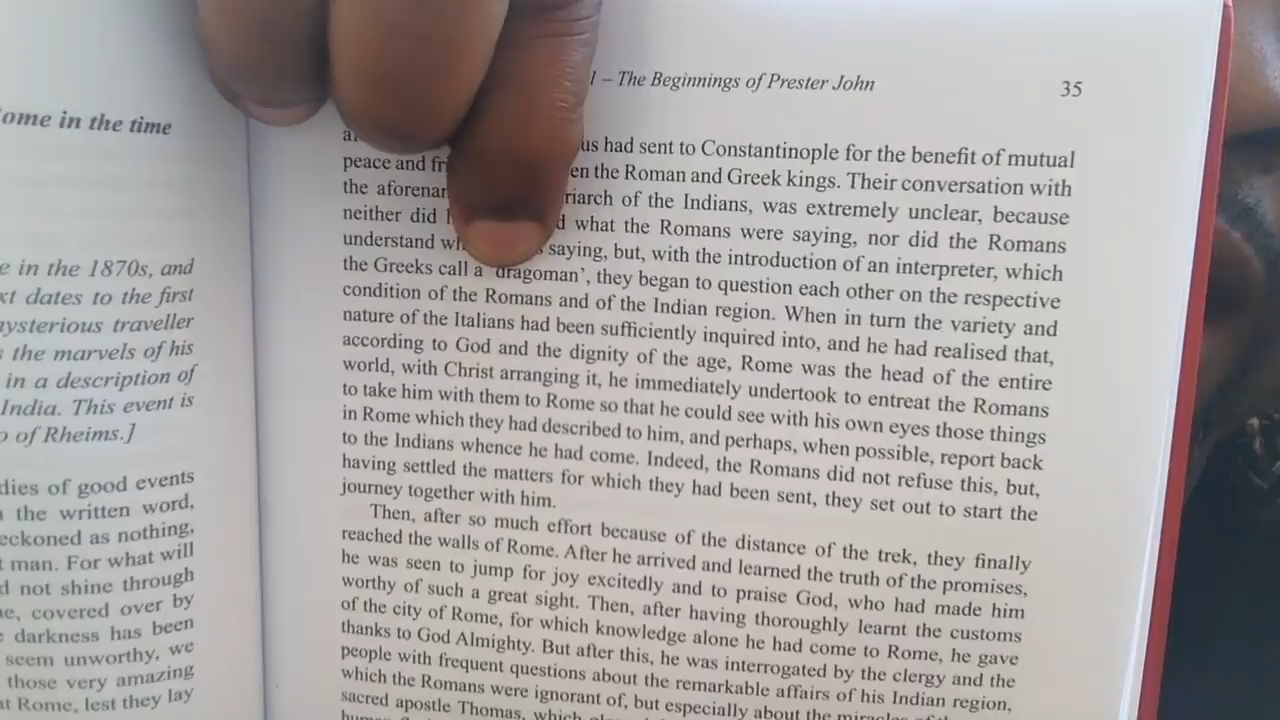 ome in the time
e in the 1870s, and
xt dates to the first
mysterious traveller
s the marvels of his
in a description of
India. This event is
o of Rheims.]
dies of good events
n the written word,
eckoned as nothing,
t man. For what will
d not shine through
ne, covered over by
e darkness has been
seem unworthy, we
those very amazing
at Rome, lest they lay
1 – The Beginnings of Prester John
35
us had sent to Constantinople for the benefit of mutual
peace and en the Roman and Greek kings. Their conversation with
the riarch of the Indians, was extremely unclear, because
neither did what the Romans were saying, nor did the Romans
understand saying, but, with the introduction of an interpreter, which
the Greeks call a ‘dragoman’, they began to question each other on the respective
condition of the Romans and of the Indian region. When in turn the variety and
nature of the Italians had been sufficiently inquired into, and he had realised that,
according to God and the dignity of the age, Rome was the head of the entire
world, with Christ arranging it, he immediately undertook to entreat the Romans
to take him with them to Rome so that he could see with his own eyes those things
in Rome which they had described to him, and perhaps, when possible, report back
to the Indians whence he had come. Indeed, the Romans did not refuse this, but,
having settled the matters for which they had been sent, they set out to start the
journey together with him.
Then, after so much effort because of the distance of the trek, they finally
reached the walls of Rome. After he arrived and learned the truth of the promises,
he was seen to jump for joy excitedly and to praise God, who had made him
worthy of such a great sight. Then, after having thoroughly learnt the customs
of the city of Rome, for which knowledge alone he had come to Rome, he gave
thanks to God Almighty. But after this, he was interrogated by the clergy and the
people with frequent questions about the remarkable affairs of his Indian region,
which the Romans were ignorant of, but especially about the miracles of
sacred apostle Thomas, which